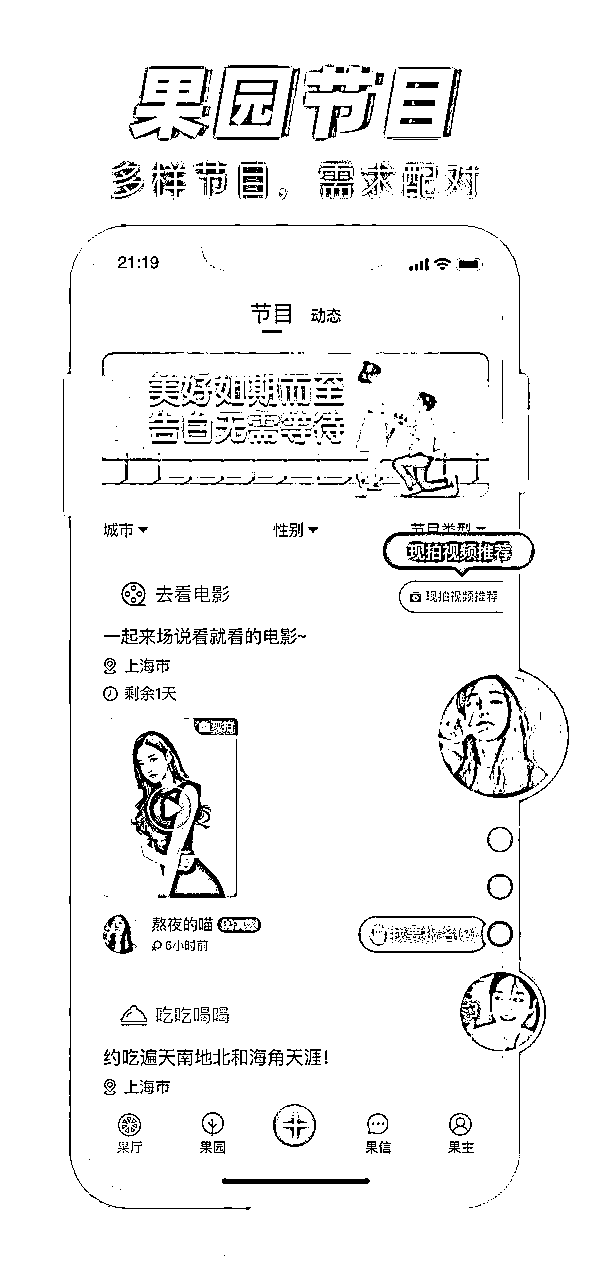 果园节目
多样节目，需求配对
21:19
节目 动态
美好如期而至
告白无需等待
城市 性别 节目类型
现拍视频推荐
去看电影 现拍视频推荐
一起来场说看就看的电影~
上海市
剩余1天
现拍
熬夜的喵
6小时前
吃吃喝喝
约吃遍天南地北和海角天涯!
上海市
果厅 果园 果信 果主